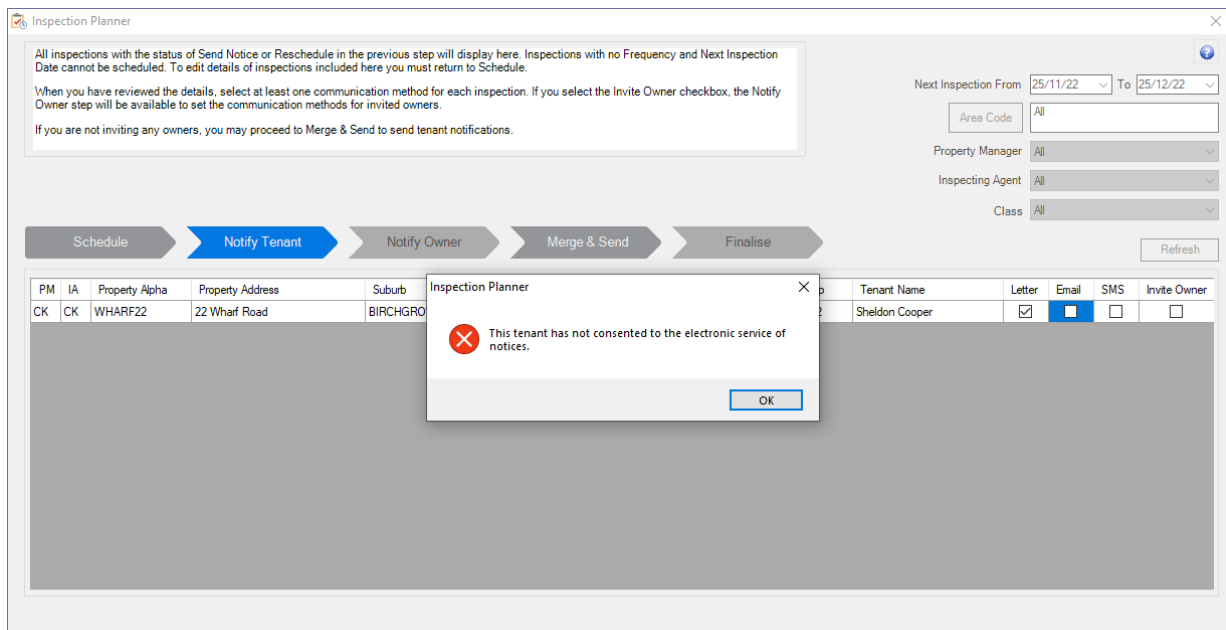 Inspection Planner
All inspections with the status of Send Notice or Reschedule in the previous step will display here. Inspections with no Frequency and Next Inspection
Date cannot be scheduled. To edit details of inspections included here you must return to Schedule.
When you have reviewed the details, select at least one communication method for each inspection. If you select the Invite Owner checkbox, the Notify
Owner step will be available to set the communication methods for invited owners.
If you are not inviting any owners, you may proceed to Merge & Send to send tenant notifications.
Next Inspection From 25/11/22 To 25/12/22
Area Code All
Property Manager All
Inspecting Agent All
Class All
Schedule Notify Tenant Notify Owner Merge & Send Finalise
Refresh
PM IA Property Alpha Property Address Suburb Tenant Name Letter Email SMS Invite Owner
CK CK WHARF22 22 Wharf Road BIRCHGRO Sheldon Cooper
Inspection Planner
This tenant has not consented to the electronic service of
notices.
OK